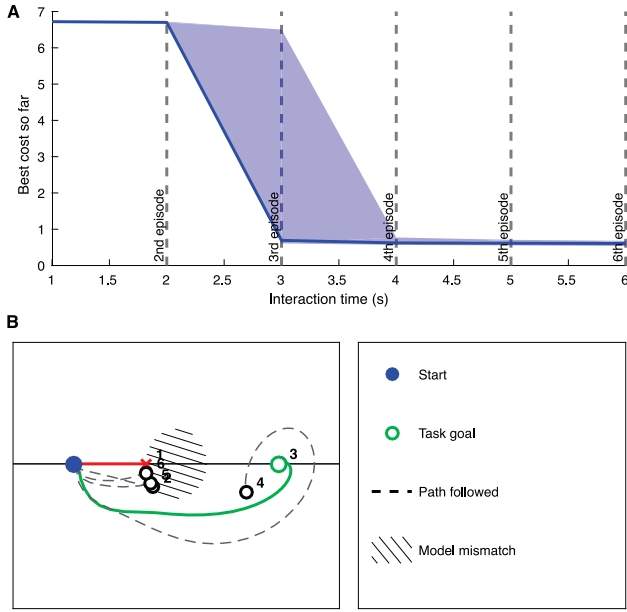 A
7
6
5
4
3
2
1
0
Best cost so far
2nd episode
3rd episode
4th episode
5th episode
6th episode
1 1.5 2 2.5 3 3.5 4 4.5 5 5.5 6
Interaction time (s)
B
1
6
5
2
3
4
Start
Task goal
Path followed
Model mismatch